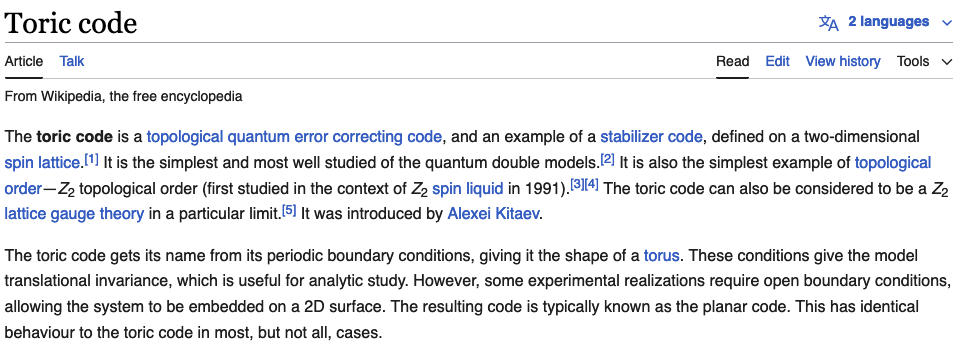 Toric code
2 languages
Article Talk Read Edit View history Tools
From Wikipedia, the free encyclopedia
The toric code is a topological quantum error correcting code, and an example of a stabilizer code, defined on a two-dimensional
spin lattice.[1] It is the simplest and most well studied of the quantum double models.[2] It is also the simplest example of topological
order—Z2 topological order (first studied in the context of Z2 spin liquid in 1991).[3][4] The toric code can also be considered to be a Z2
lattice gauge theory in a particular limit.[5] It was introduced by Alexei Kitaev.
The toric code gets its name from its periodic boundary conditions, giving it the shape of a torus. These conditions give the model
translational invariance, which is useful for analytic study. However, some experimental realizations require open boundary conditions,
allowing the system to be embedded on a 2D surface. The resulting code is typically known as the planar code. This has identical
behaviour to the toric code in most, but not all, cases.